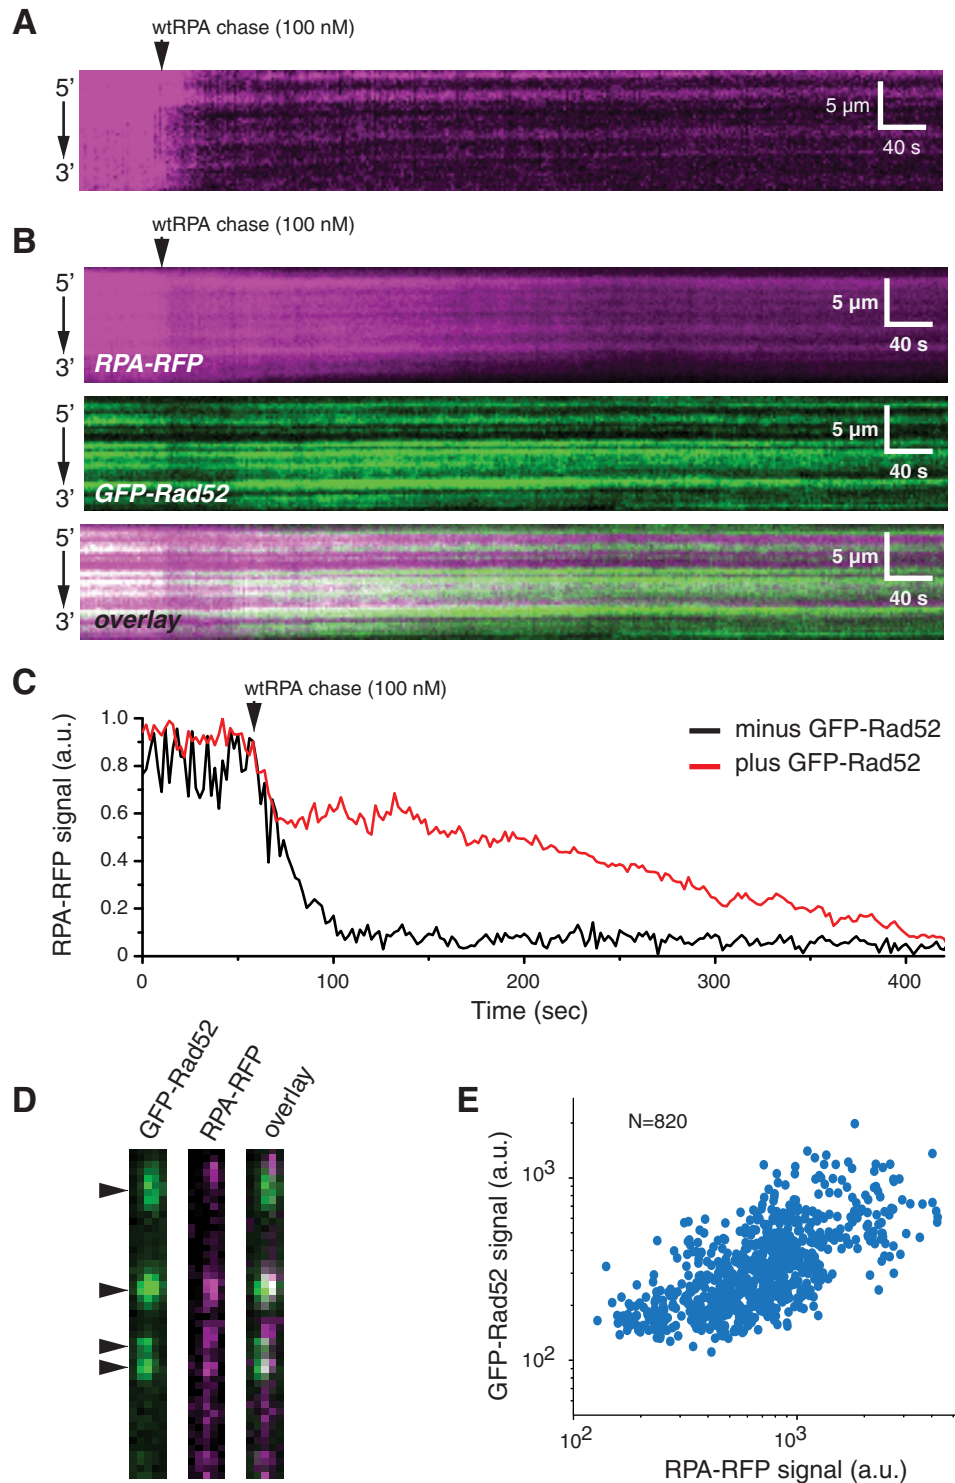 A
wtRPA chase (100 nM)
5’
3’
5 µm
40 s
B
wtRPA chase (100 nM)
5’
3’
RPA-RFP
5 µm
40 s
5’
3’
GFP-Rad52
5 µm
40 s
5’
3’
overlay
5 µm
40 s
C
wtRPA chase (100 nM)
RPA-RFP signal (a.u.)
1.0
0.8
0.6
0.4
0.2
0
minus GFP-Rad52
plus GFP-Rad52
0 100 200 300 400
Time (sec)
D
GFP-Rad52
RPA-RFP
overlay
E
N=820
GFP-Rad52 signal (a.u.)
10³
10²
10² 10³
RPA-RFP signal (a.u.)